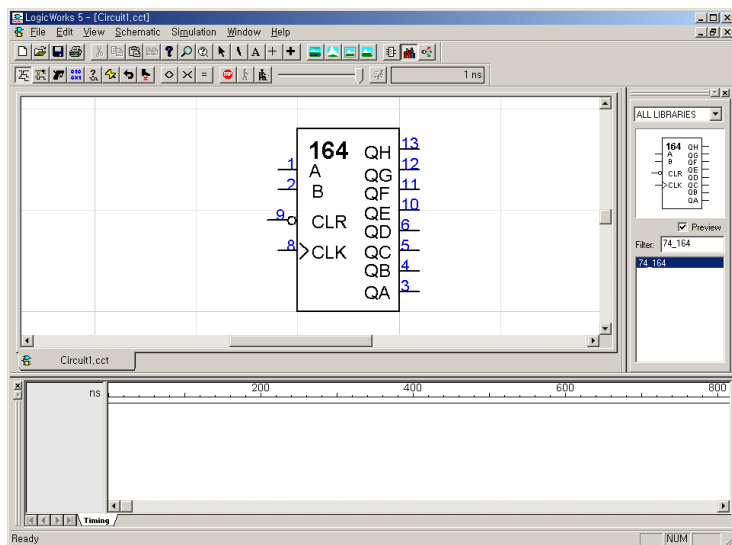 LogicWorks 5 - [Circuit1.cct]
File Edit View Schematic Simulation Window Help
1 ns
ALL LIBRARIES
164
A
B
CLR
CLK
QH
QG
QF
QE
QD
QC
QB
QA
1
2
9
8
13
12
11
10
6
5
4
3
164
A
B
CLR
CLK
QH
QG
QF
QE
QD
QC
QB
QA
Preview
Filter: 74_164
74_164
Circuit1.cct
ns 200 400 600 800
Timing
Ready NUM